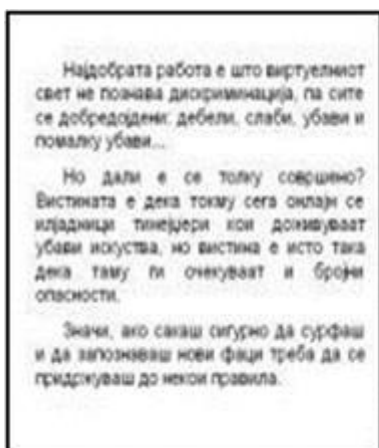 Најдобрата работа е што виртуелниот
свет не познава дискриминација, па сите
се добредојдени: дебели, слаби, убави и
помалку убави...
Но дали е се толку совршено?
Вистината е дека токму сега онлајн се
илјадници тинејџери кои доживуваат
убави искуства, но вистина е исто така
дека таму ги очекуваат и бројни
опасности.
Значи, ако сакаш сигурно да сурфаш
и да запознаваш нови фаци треба да се
придржуваш до некои правила.